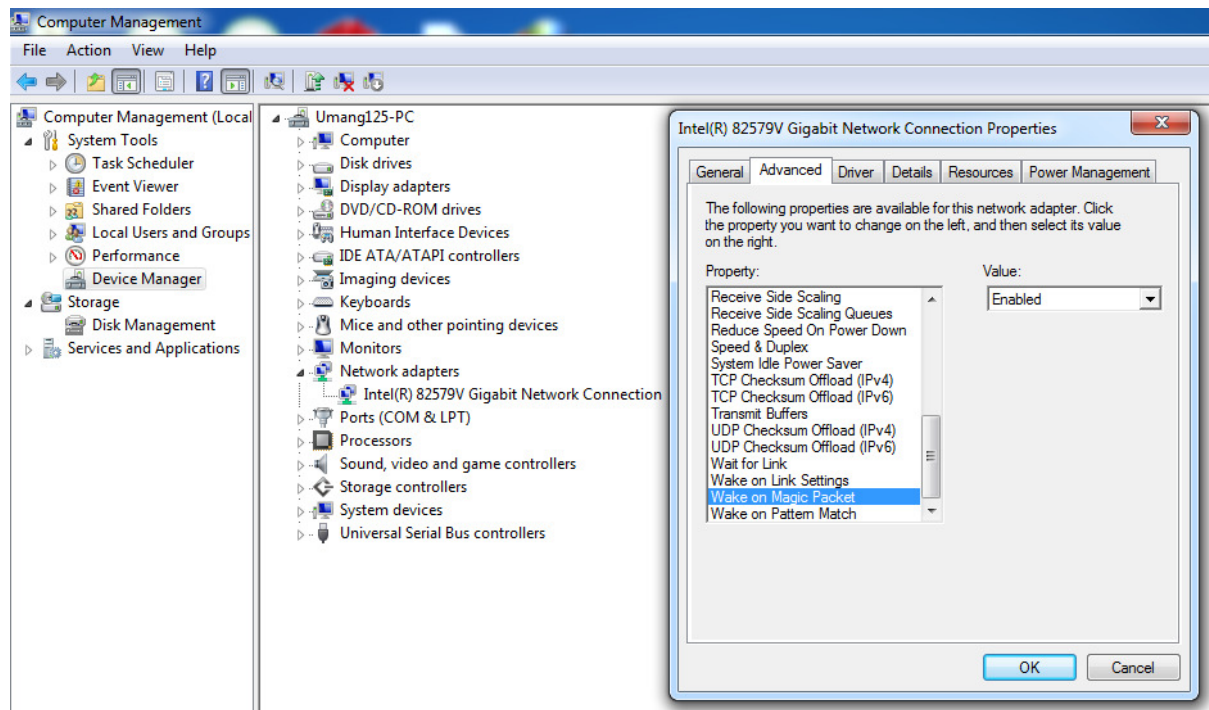 Computer Management
File Action View Help
Computer Management (Local
System Tools
Task Scheduler
Event Viewer
Shared Folders
Local Users and Groups
Performance
Device Manager
Storage
Disk Management
Services and Applications
Umang125-PC
Computer
Disk drives
Display adapters
DVD/CD-ROM drives
Human Interface Devices
IDE ATA/ATAPI controllers
Imaging devices
Keyboards
Mice and other pointing devices
Monitors
Network adapters
Intel(R) 82579V Gigabit Network Connection
Ports (COM & LPT)
Processors
Sound, video and game controllers
Storage controllers
System devices
Universal Serial Bus controllers
Intel(R) 82579V Gigabit Network Connection Properties
General Advanced Driver Details Resources Power Management
The following properties are available for this network adapter. Click
the property you want to change on the left, and then select its value
on the right.
Property:
Value:
Receive Side Scaling
Receive Side Scaling Queues
Reduce Speed On Power Down
Speed & Duplex
System Idle Power Saver
TCP Checksum Offload (IPv4)
TCP Checksum Offload (IPv6)
Transmit Buffers
UDP Checksum Offload (IPv4)
UDP Checksum Offload (IPv6)
Wait for Link
Wake on Link Settings
Wake on Magic Packet
Wake on Pattern Match
Enabled
OK Cancel